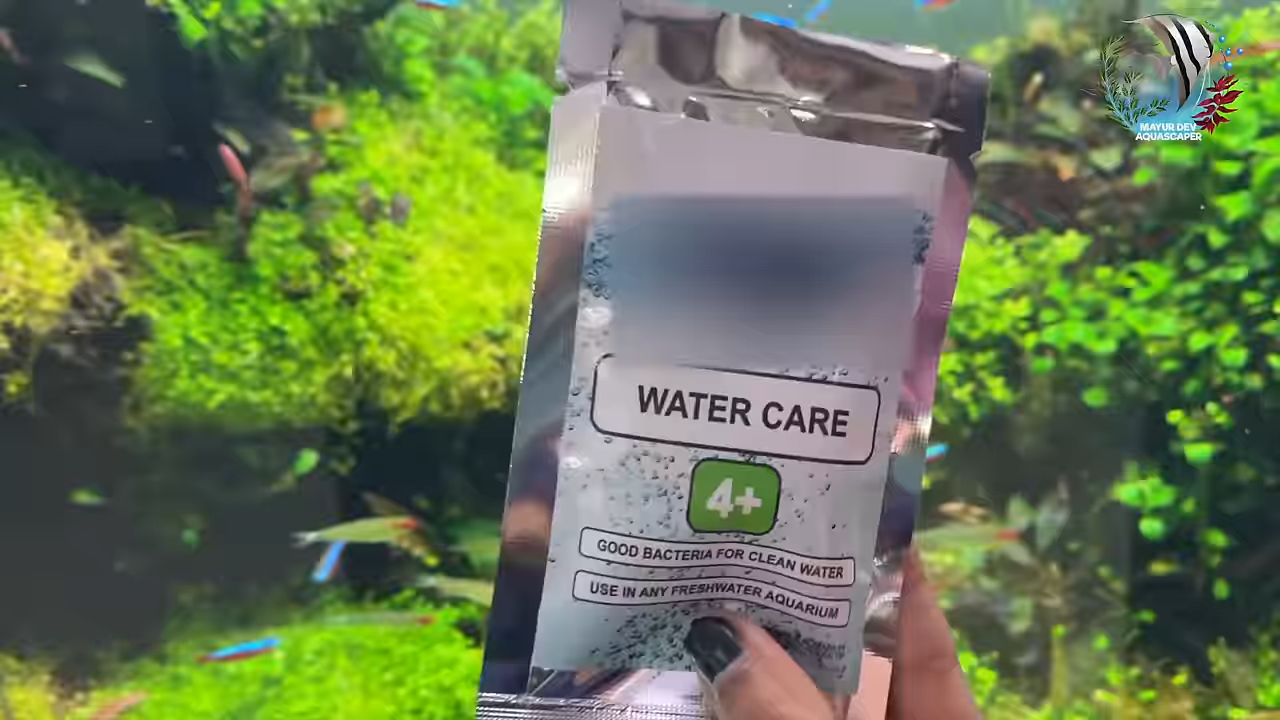 MAYUR DEV
AQUASCAPER
WATER CARE
4+
GOOD BACTERIA FOR CLEAN WATER
USE IN ANY FRESHWATER AQUARIUM